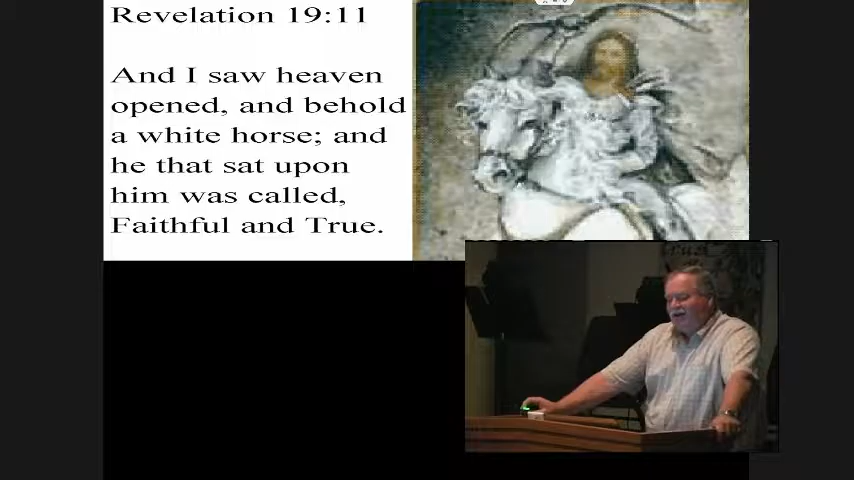 Revelation 19:11
And I saw heaven
opened, and behold
a white horse; and
he that sat upon
him was called,
Faithful and True.